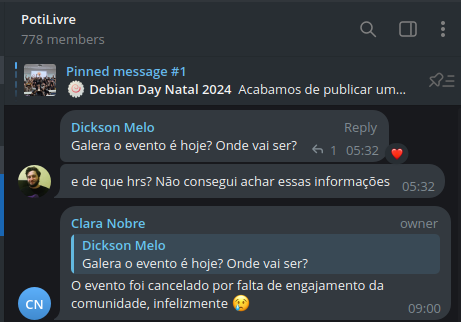 PotiLivre
778 members
Pinned message #1
Debian Day Natal 2024 Acabamos de publicar um...
Dickson Melo Reply
Galera o evento é hoje? Onde vai ser? 1 05:32
e de que hrs? Não consegui achar essas informações 05:32
Clara Nobre owner
Dickson Melo
Galera o evento é hoje? Onde vai ser?
O evento foi cancelado por falta de engajamento da
comunidade, infelizmente 😢
CN 09:00